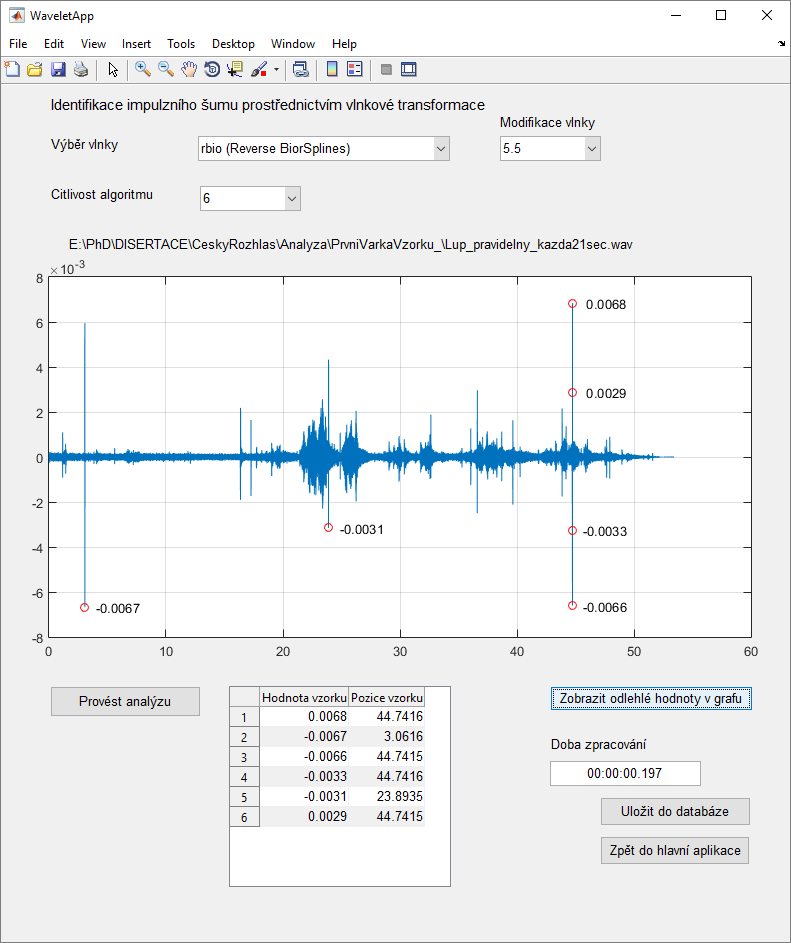 WaveletApp
File Edit View Insert Tools Desktop Window Help
Identifikace impulzního šumu prostřednictvím vlnkové transformace
Modifikace vlnky
Výběr vlnky
rbio (Reverse BiorSplines)
5.5
Citlivost algoritmu
6
E:\PhD\DISERTACE\CeskyRozhlas\Analyza\PrvniVarkaVzorku_\Lup_pravidelny_kazda21sec.wav
×10-3
8
6
4
2
0
-2
-4
-6
-8
0 10 20 30 40 50 60
0.0068
0.0029
-0.0031
-0.0033
-0.0067
-0.0066
Provést analýzu
Hodnota vzorku Pozice vzorku
1 0.0068 44.7416
2 -0.0067 3.0616
3 -0.0066 44.7415
4 -0.0033 44.7416
5 -0.0031 23.8935
6 0.0029 44.7415
Zobrazit odlehlé hodnoty v grafu
Doba zpracování
00:00:00.197
Uložit do databáze
Zpět do hlavní aplikace